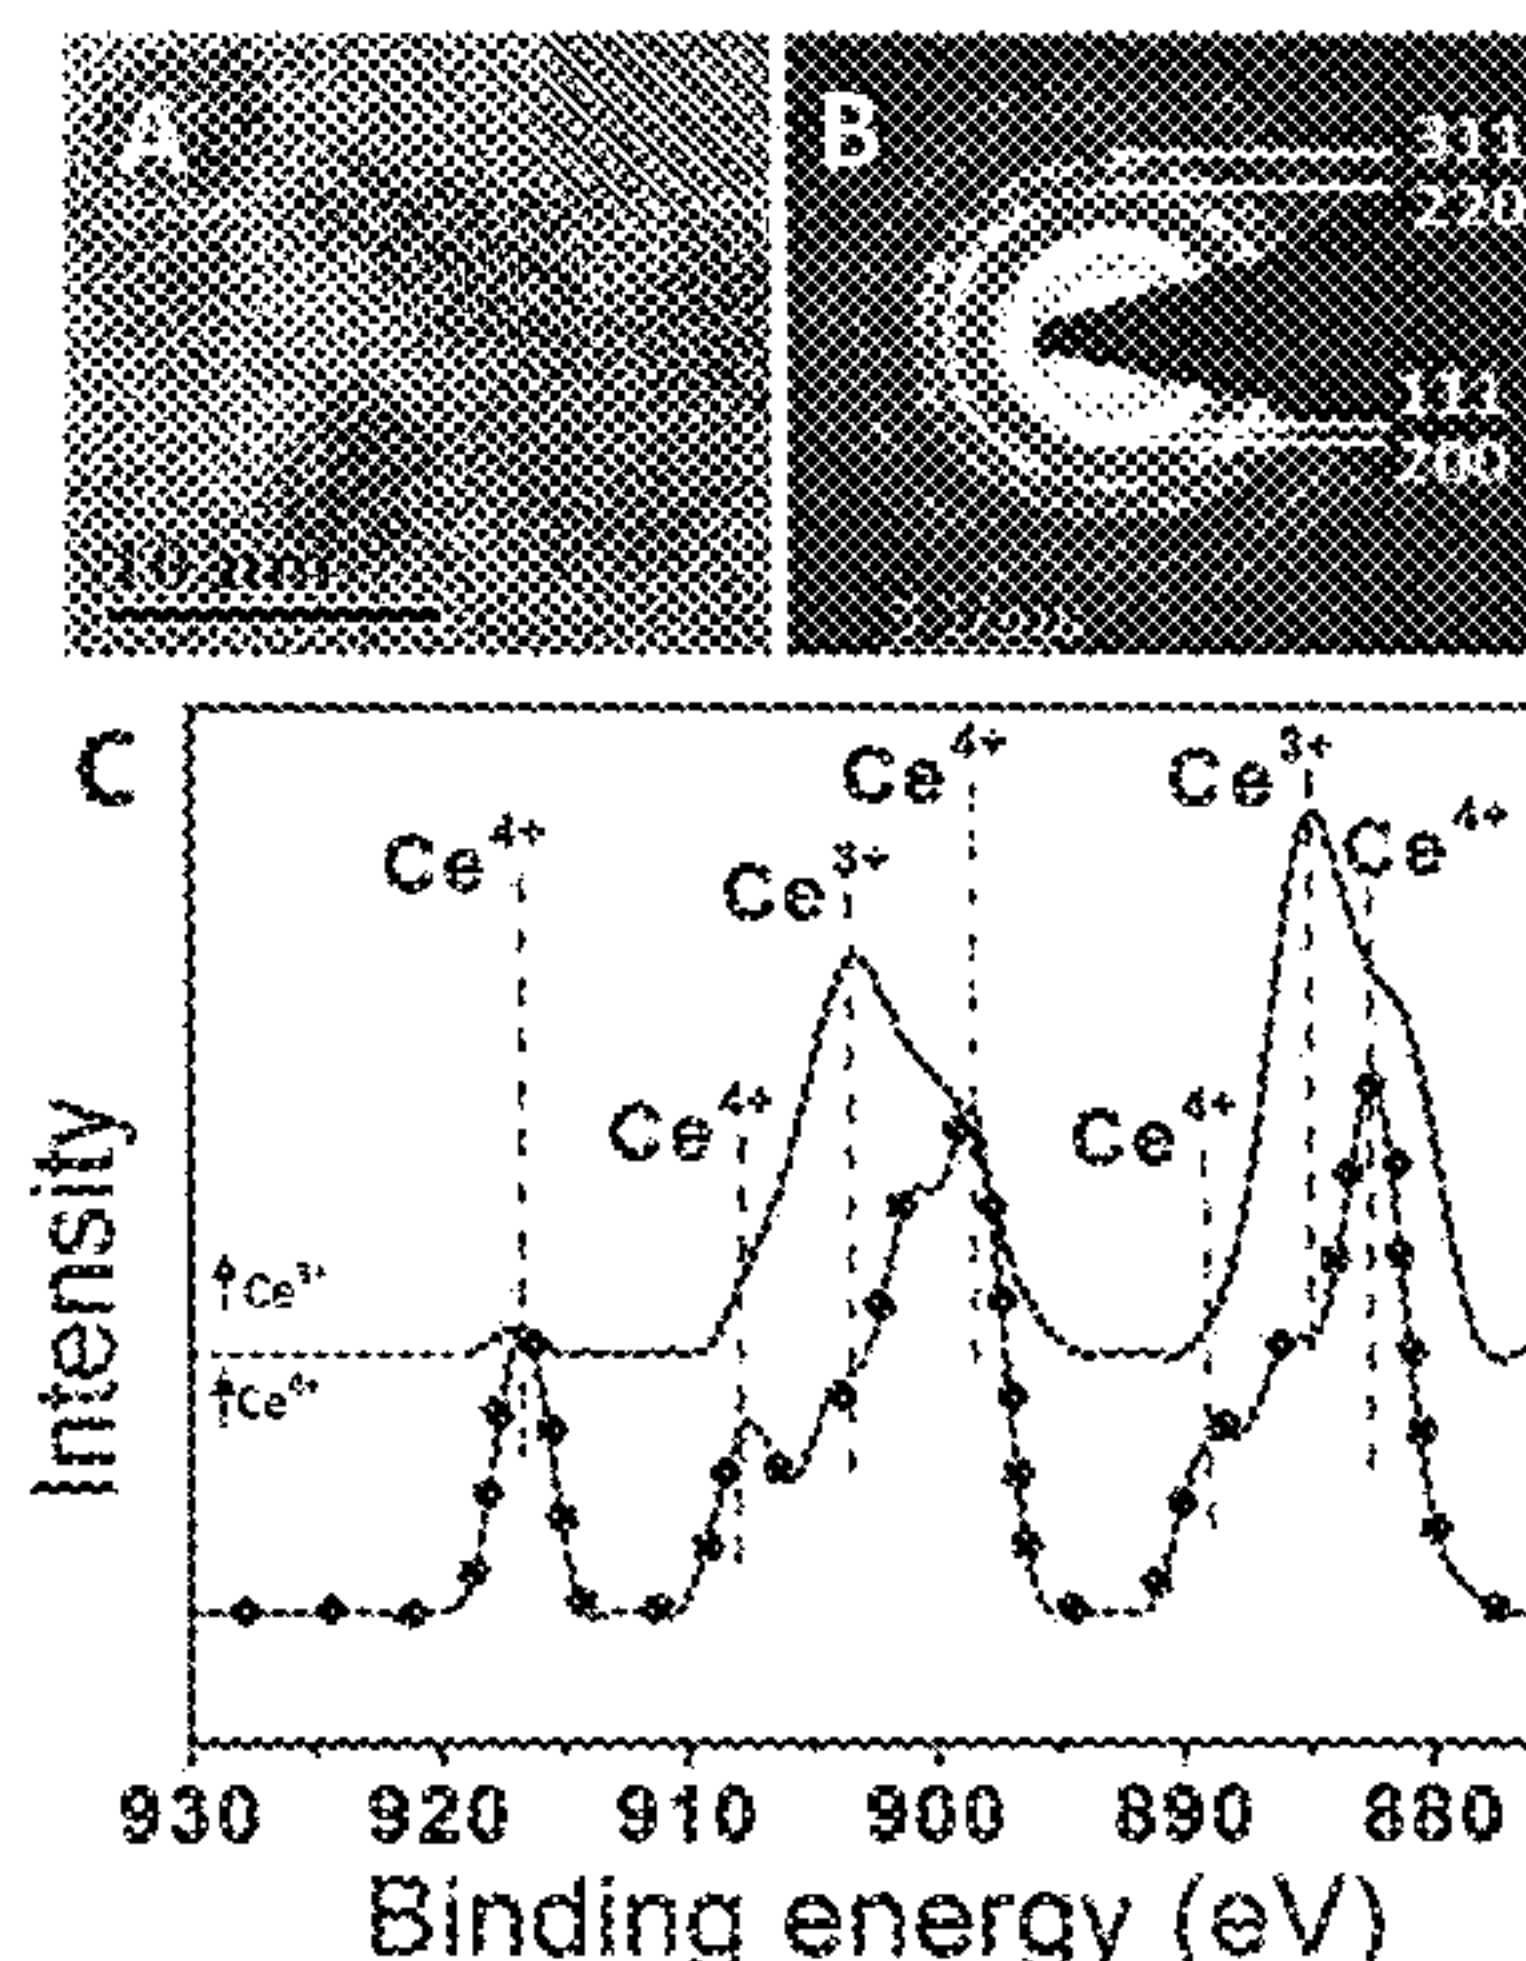 A
B
311
220
111
200
10 nm
C
Ce4+
Ce3+
Ce4+
Ce3+
Ce4+
Ce4+
Ce4+
↑Ce3+
↑Ce4+
Intensity
930 920 910 900 890 880
Binding energy (eV)